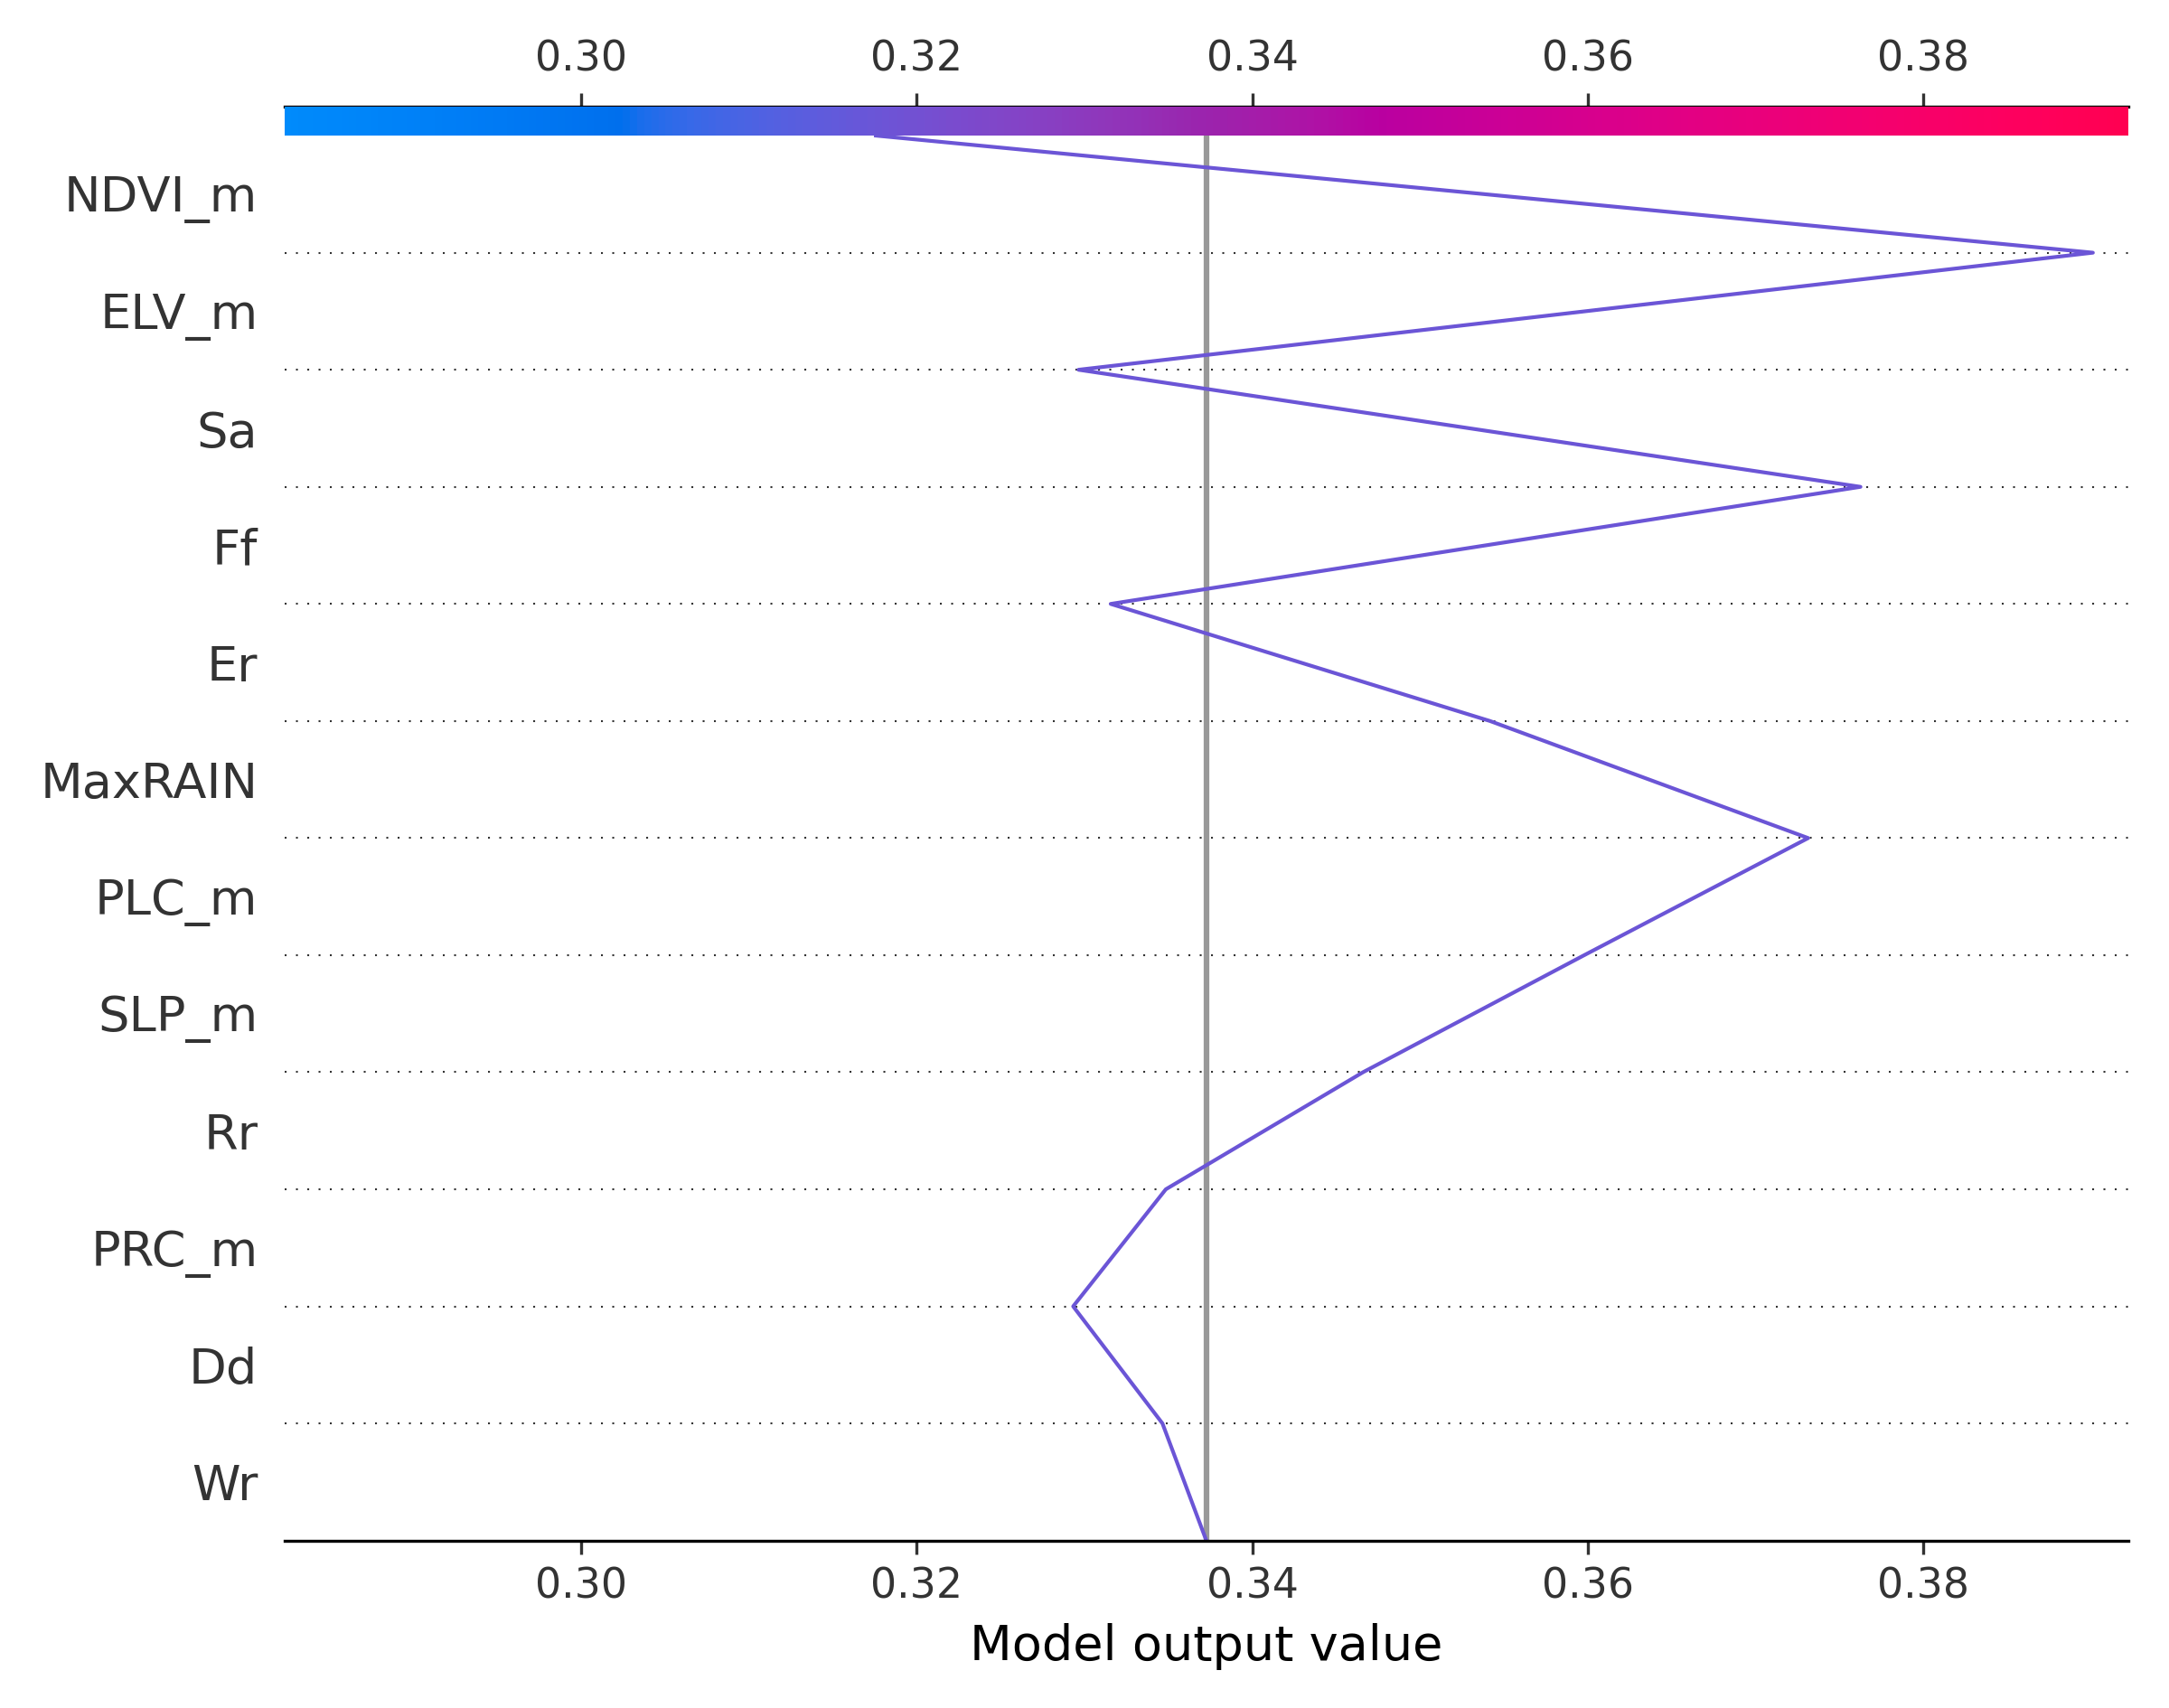 0.30 0.32 0.34 0.36 0.38
NDVI_m
ELV_m
Sa
Ff
Er
MaxRAIN
PLC_m
SLP_m
Rr
PRC_m
Dd
Wr
0.30 0.32 0.34 0.36 0.38
Model output value